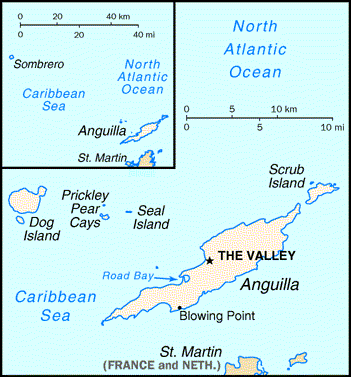 0 20 40 km
0 20 40 mi
Sombrero
North
Atlantic
Ocean
Caribbean
Sea
Anguilla
St. Martin
North
Atlantic
Ocean
0 5 10 km
0 5 10 mi
Scrub
Island
Prickley
Pear
Cays
Seal
Island
Dog
Island
THE VALLEY
Road Bay
Anguilla
Caribbean
Sea
Blowing Point
St. Martin
(FRANCE and NETH.)